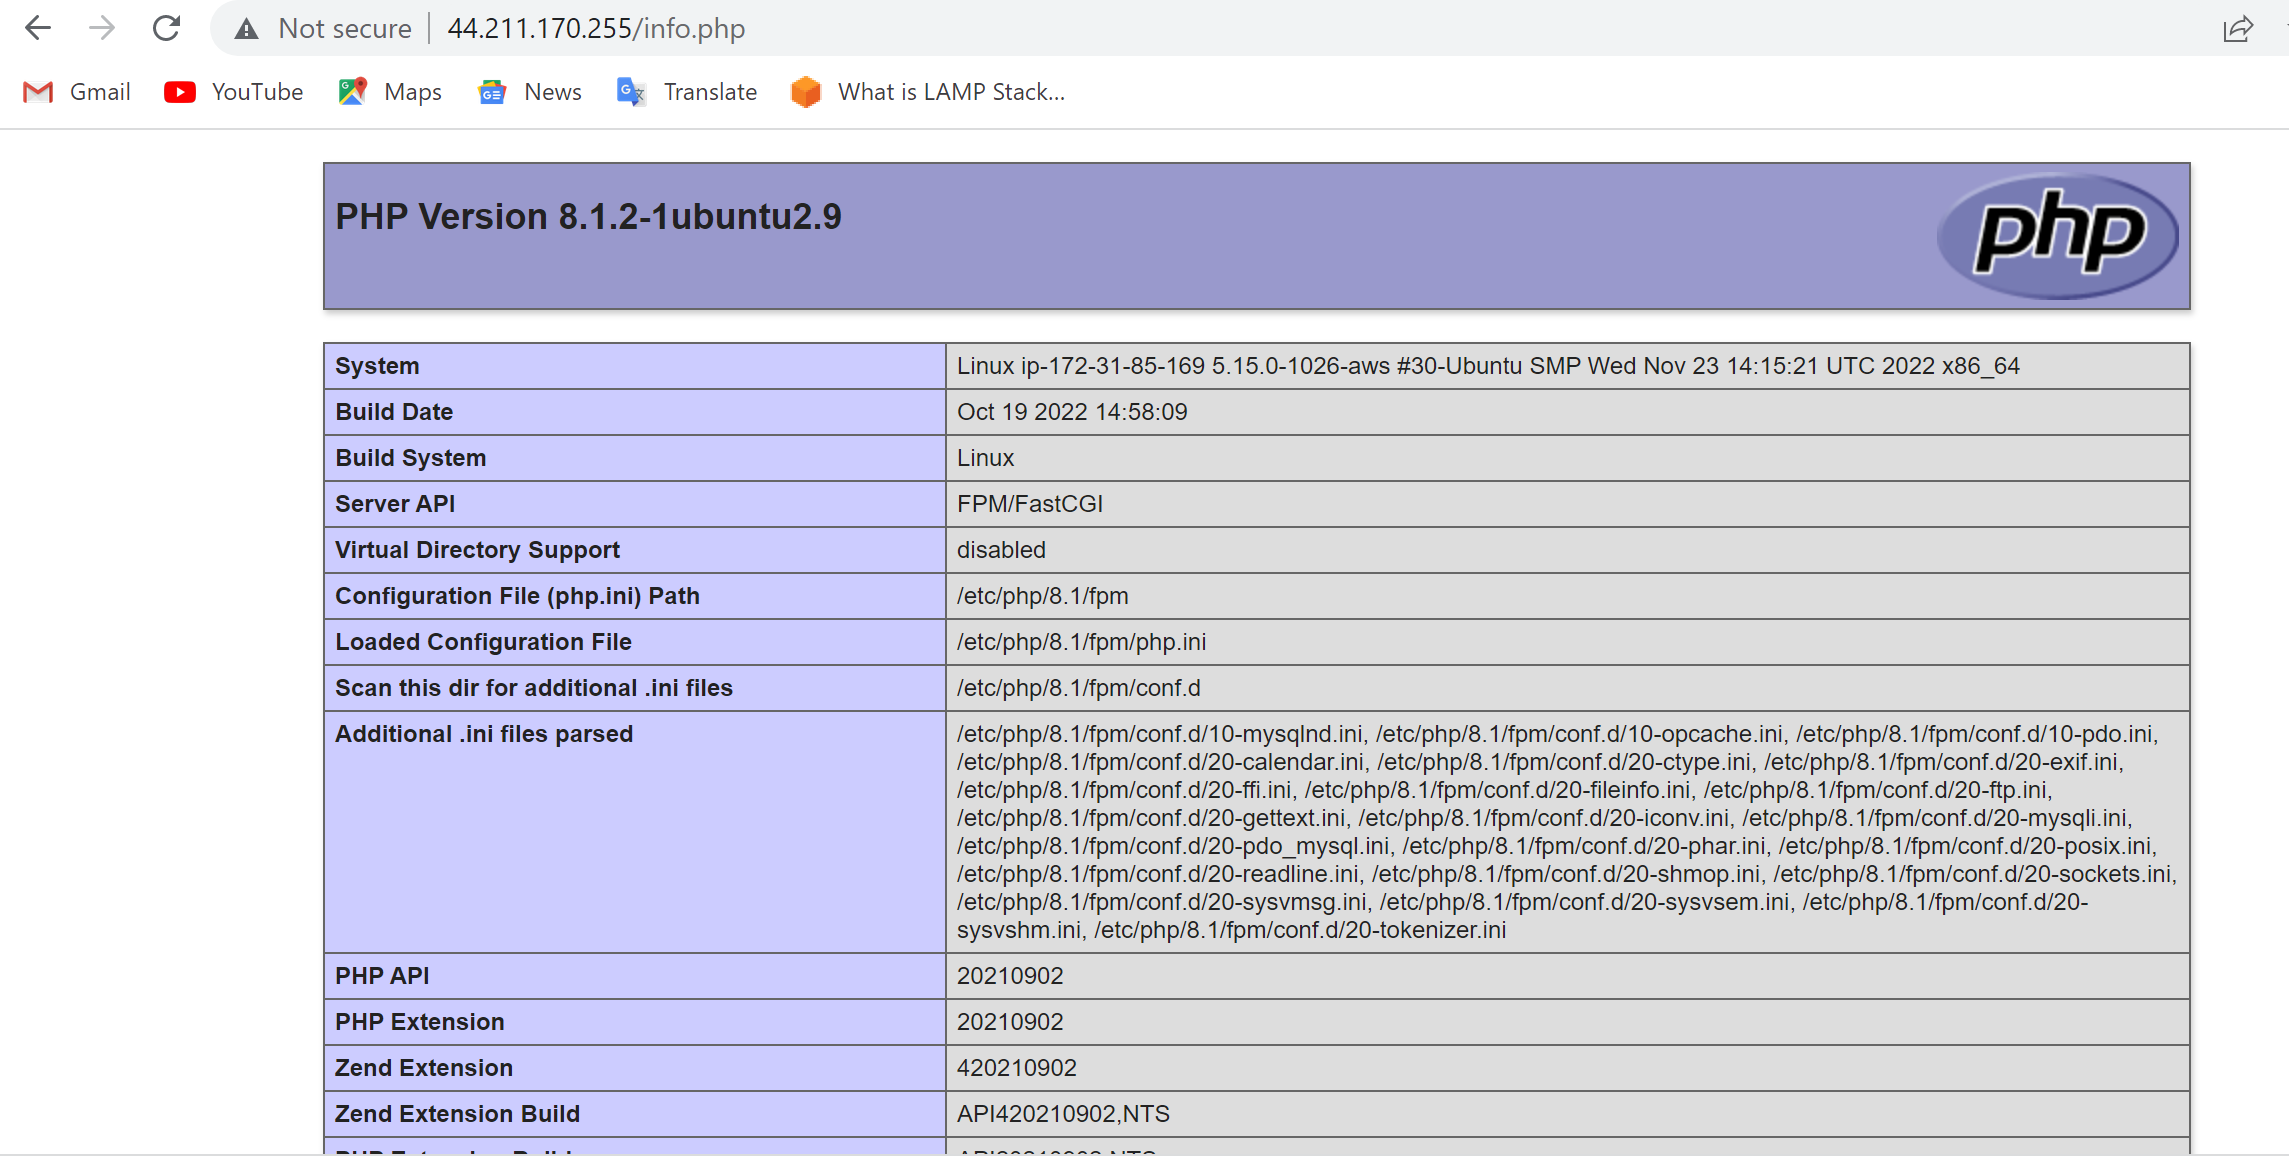 Not secure
44.211.170.255/info.php
Gmail
YouTube
Maps
News
Translate
What is LAMP Stack...
PHP Version 8.1.2-1ubuntu2.9
php
System
Linux ip-172-31-85-169 5.15.0-1026-aws #30-Ubuntu SMP Wed Nov 23 14:15:21 UTC 2022 x86_64
Build Date
Oct 19 2022 14:58:09
Build System
Linux
Server API
FPM/FastCGI
Virtual Directory Support
disabled
Configuration File (php.ini) Path
/etc/php/8.1/fpm
Loaded Configuration File
/etc/php/8.1/fpm/php.ini
Scan this dir for additional .ini files
/etc/php/8.1/fpm/conf.d
Additional .ini files parsed
/etc/php/8.1/fpm/conf.d/10-mysqlnd.ini, /etc/php/8.1/fpm/conf.d/10-opcache.ini, /etc/php/8.1/fpm/conf.d/10-pdo.ini,
/etc/php/8.1/fpm/conf.d/20-calendar.ini, /etc/php/8.1/fpm/conf.d/20-ctype.ini, /etc/php/8.1/fpm/conf.d/20-exif.ini,
/etc/php/8.1/fpm/conf.d/20-ffi.ini, /etc/php/8.1/fpm/conf.d/20-fileinfo.ini, /etc/php/8.1/fpm/conf.d/20-ftp.ini,
/etc/php/8.1/fpm/conf.d/20-gettext.ini, /etc/php/8.1/fpm/conf.d/20-iconv.ini, /etc/php/8.1/fpm/conf.d/20-mysqli.ini,
/etc/php/8.1/fpm/conf.d/20-pdo_mysql.ini, /etc/php/8.1/fpm/conf.d/20-phar.ini, /etc/php/8.1/fpm/conf.d/20-posix.ini,
/etc/php/8.1/fpm/conf.d/20-readline.ini, /etc/php/8.1/fpm/conf.d/20-shmop.ini, /etc/php/8.1/fpm/conf.d/20-sockets.ini,
/etc/php/8.1/fpm/conf.d/20-sysvmsg.ini, /etc/php/8.1/fpm/conf.d/20-sysvsem.ini, /etc/php/8.1/fpm/conf.d/20-
sysvshm.ini, /etc/php/8.1/fpm/conf.d/20-tokenizer.ini
PHP API
20210902
PHP Extension
20210902
Zend Extension
420210902
Zend Extension Build
API420210902,NTS